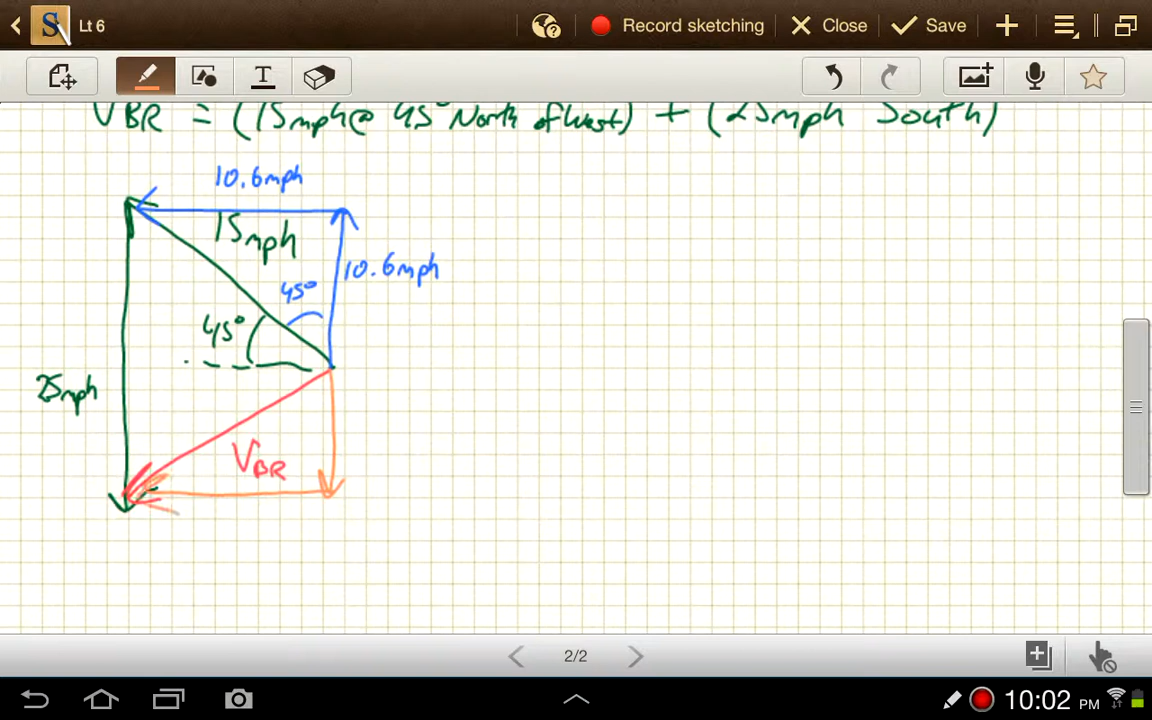 Lt 6
Record sketching
Close
Save
VBR = (15mph@ 45° North of West) + (25mph South)
10.6mph
15mph
10.6mph
45°
45°
25mph
VBR
2/2
10:02 PM